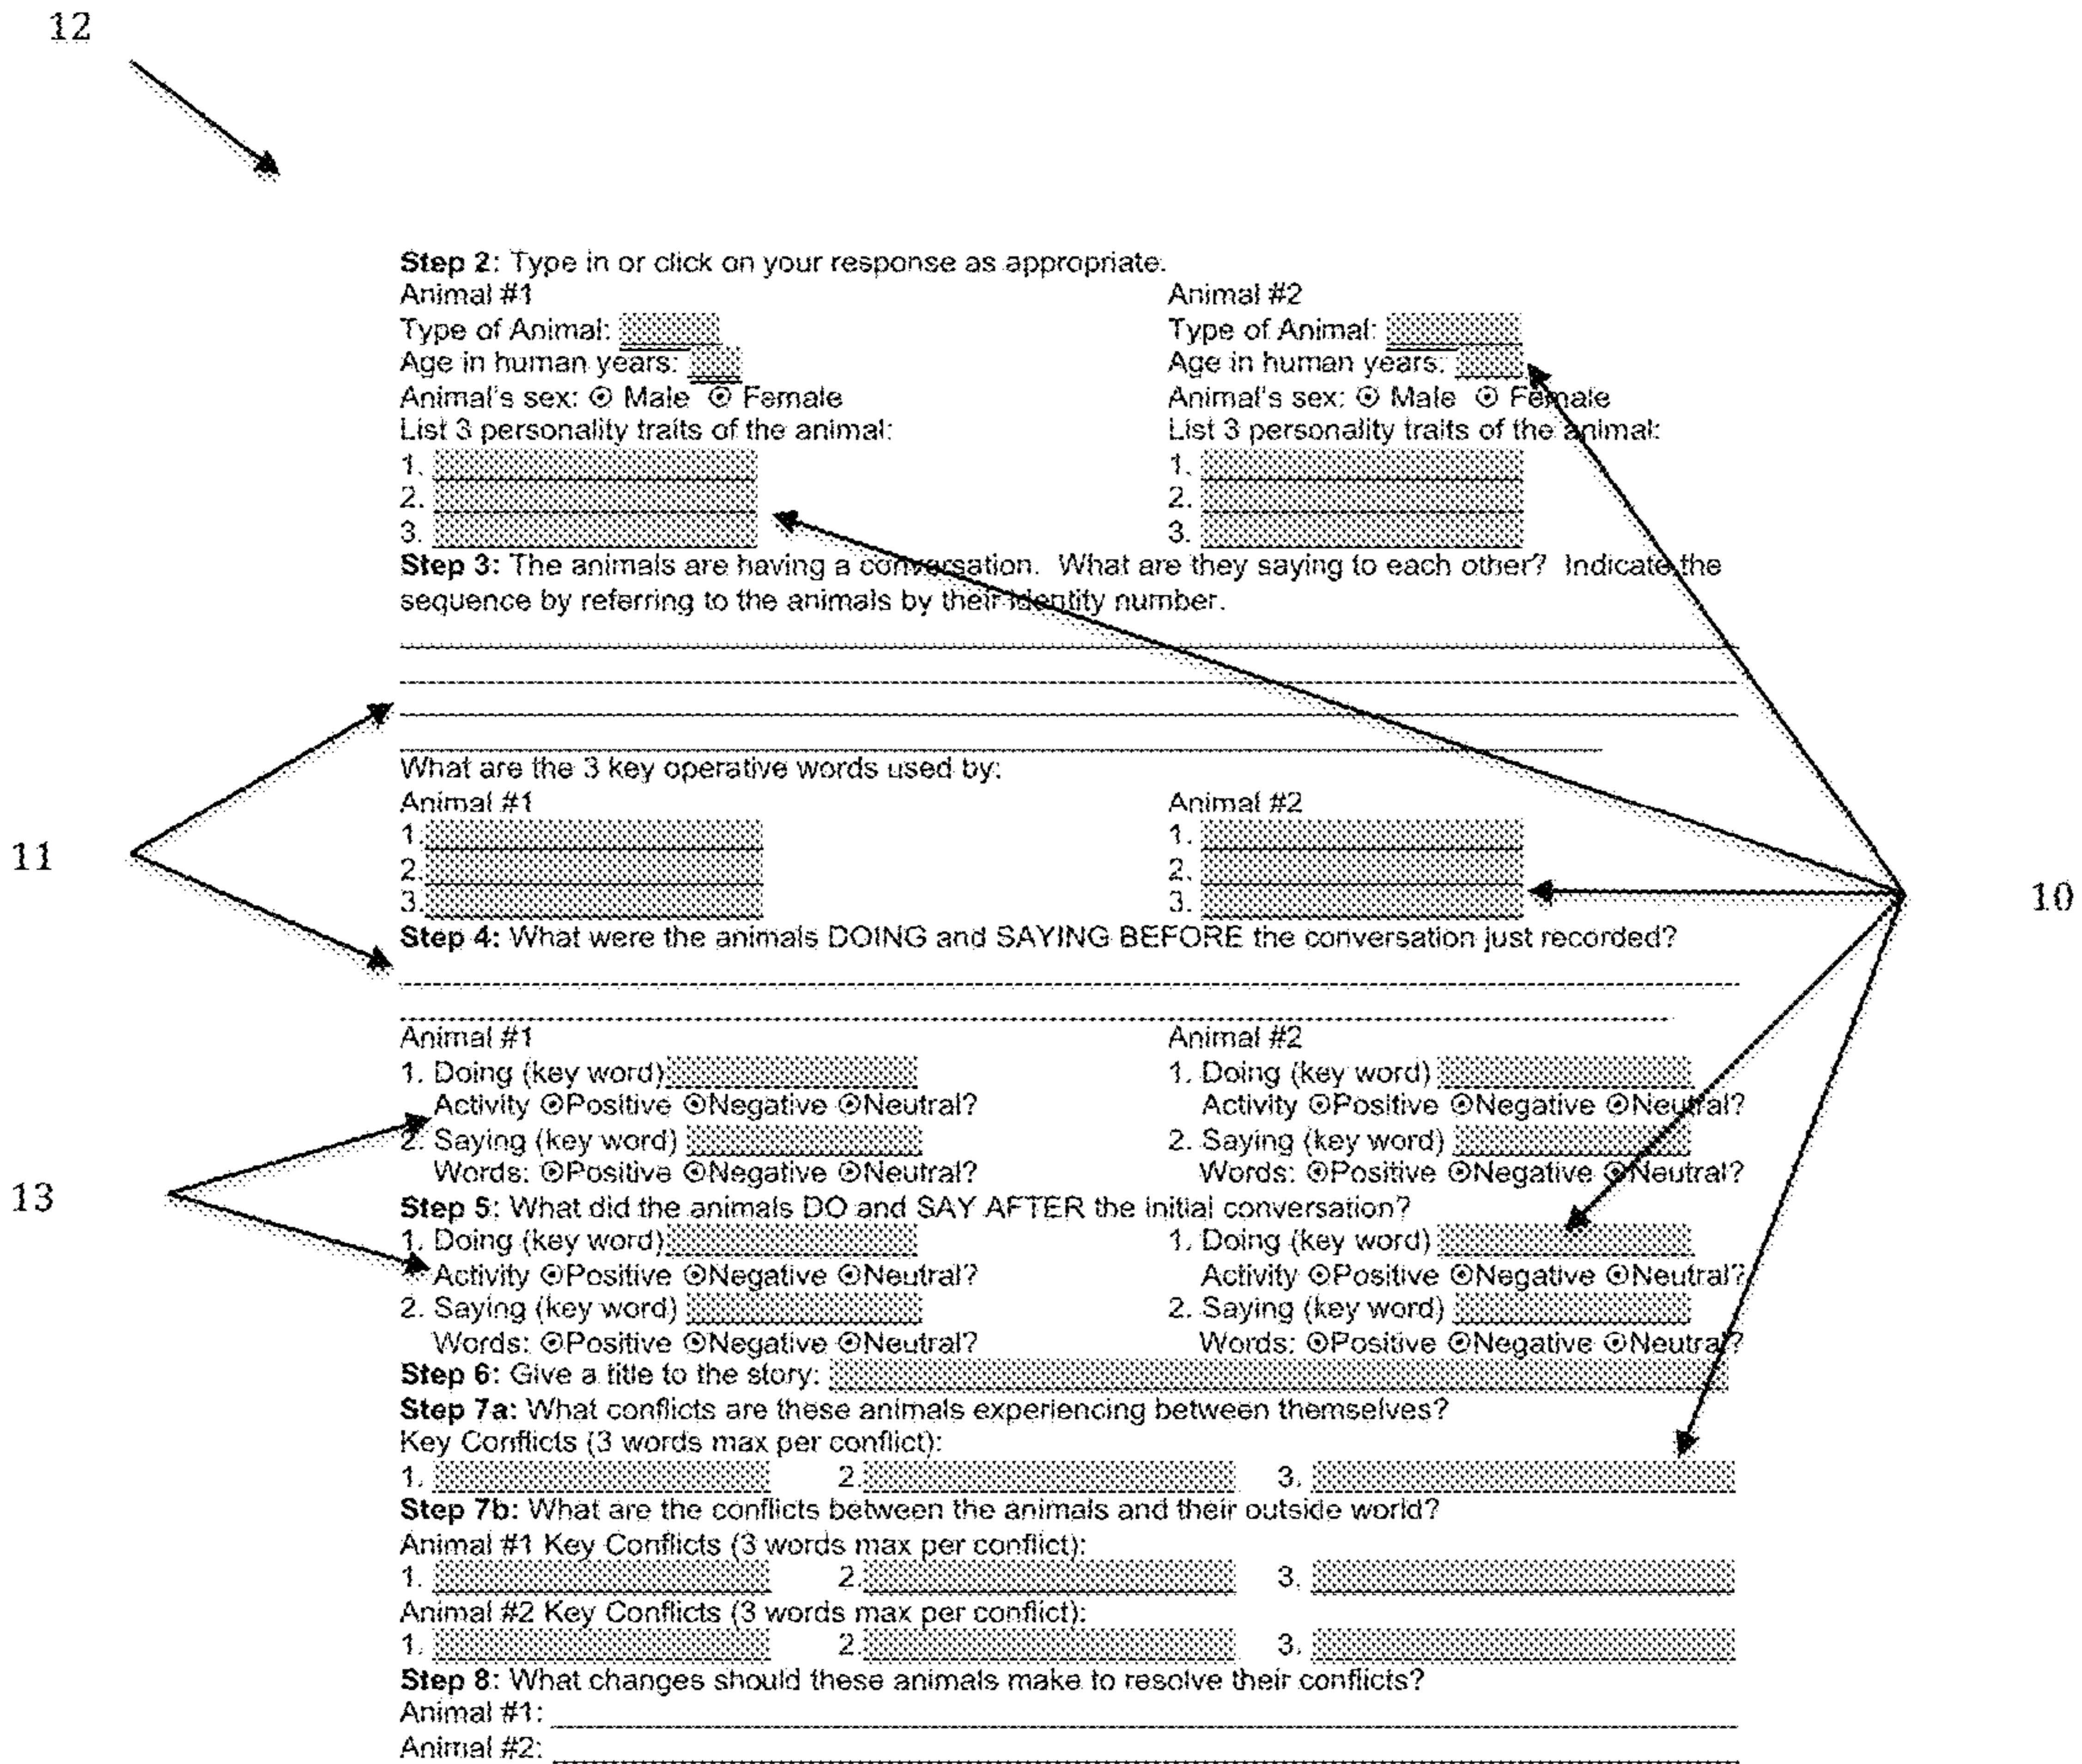 12
Step 2: Type in or click on your response as appropriate.
Animal #1 Animal #2
Type of Animal: Type of Animal:
Age in human years: Age in human years:
Animal's sex: ⊙ Male ⊙ Female Animal's sex: ⊙ Male ⊙ Female
List 3 personality traits of the animal: List 3 personality traits of the animal:
1. 1.
2. 2.
3. 3.
Step 3: The animals are having a conversation. What are they saying to each other? Indicate the
sequence by referring to the animals by their identity number.
What are the 3 key operative words used by:
Animal #1 Animal #2
1. 1.
11
2. 2.
3. 3.
10
Step 4: What were the animals DOING and SAYING BEFORE the conversation just recorded?
Animal #1 Animal #2
1. Doing (key word) 1. Doing (key word)
Activity ⊙Positive ⊙Negative ⊙Neutral? Activity ⊙Positive ⊙Negative ⊙Neutral?
2. Saying (key word) 2. Saying (key word)
Words: ⊙Positive ⊙Negative ⊙Neutral? Words: ⊙Positive ⊙Negative ⊙Neutral?
13
Step 5: What did the animals DO and SAY AFTER the initial conversation?
1. Doing (key word) 1. Doing (key word)
Activity ⊙Positive ⊙Negative ⊙Neutral? Activity ⊙Positive ⊙Negative ⊙Neutral?
2. Saying (key word) 2. Saying (key word)
Words: ⊙Positive ⊙Negative ⊙Neutral? Words: ⊙Positive ⊙Negative ⊙Neutral?
Step 6: Give a title to the story:
Step 7a: What conflicts are these animals experiencing between themselves?
Key Conflicts (3 words max per conflict):
1. 2. 3.
Step 7b: What are the conflicts between the animals and their outside world?
Animal #1 Key Conflicts (3 words max per conflict):
1. 2. 3.
Animal #2 Key Conflicts (3 words max per conflict):
1. 2. 3.
Step 8: What changes should these animals make to resolve their conflicts?
Animal #1:
Animal #2: